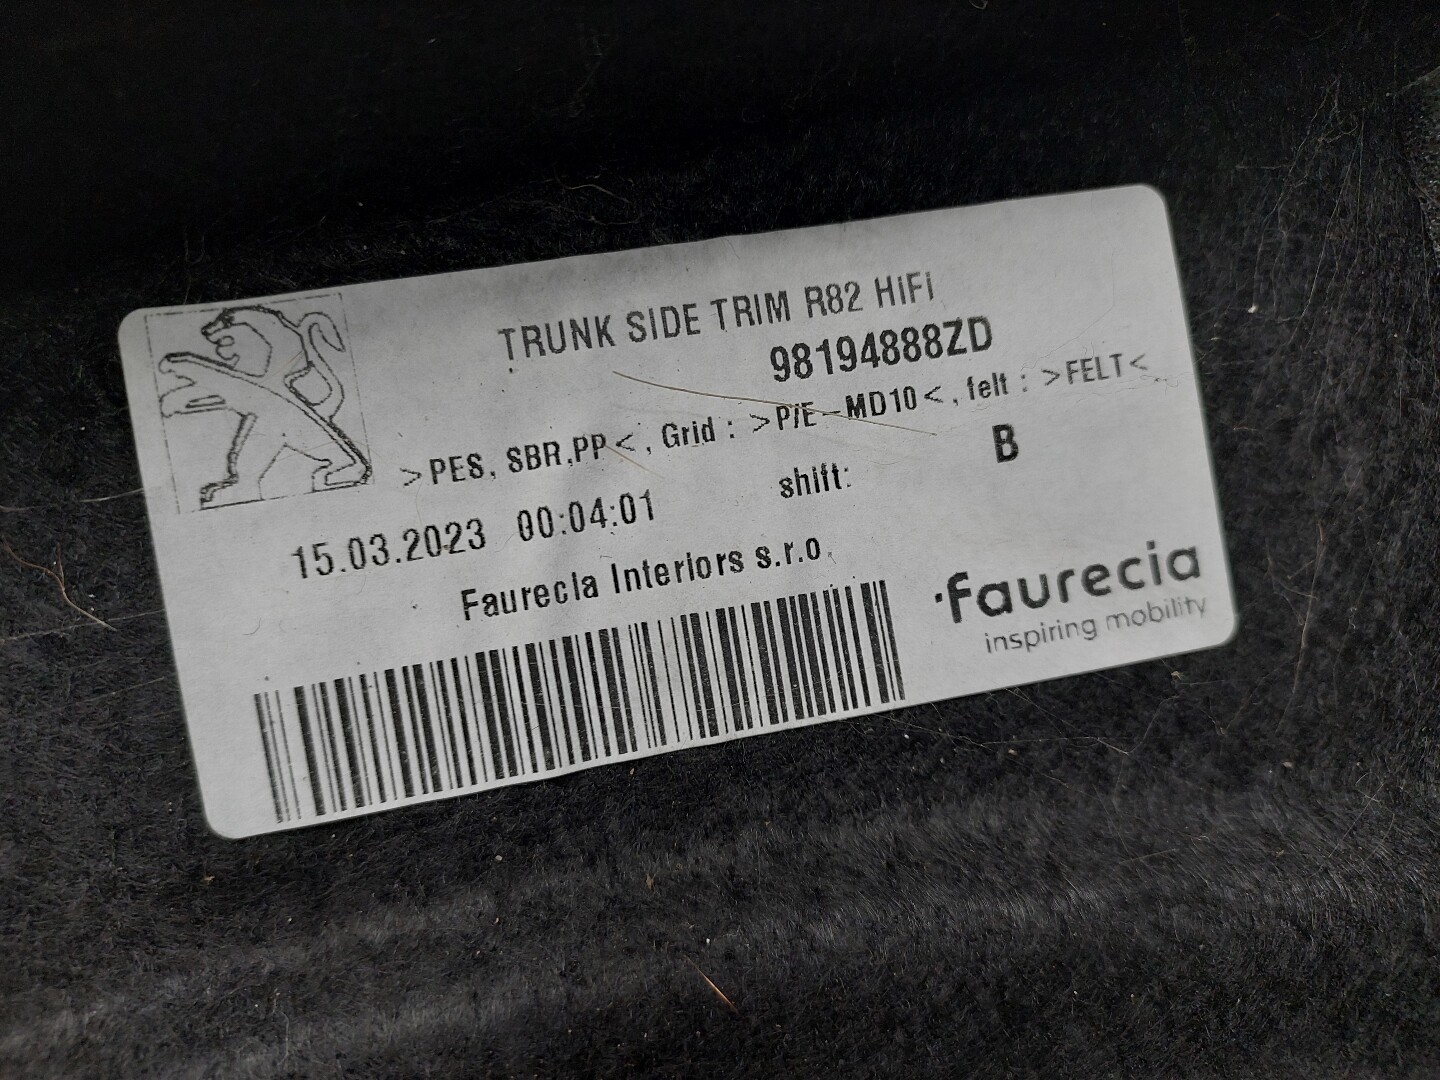 TRUNK SIDE TRIM R82 HiFi
98194888ZD
>PES, SBR,PP<, Grid : >P/E-MD10<, felt : >FELT<
15.03.2023 00:04:01 shift: B
Faurecia Interiors s.r.o.
faurecia
inspiring mobility